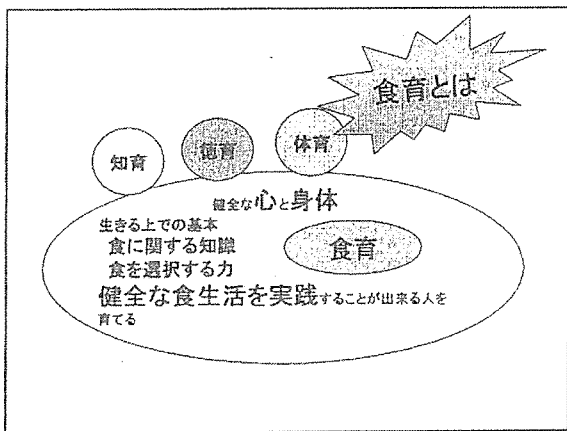 食育とは
知育
徳育
体育
健全な心と身体
生きる上での基本
食に関する知識
食を選択する力
食育
健全な食生活を実践することが出来る人を
育てる